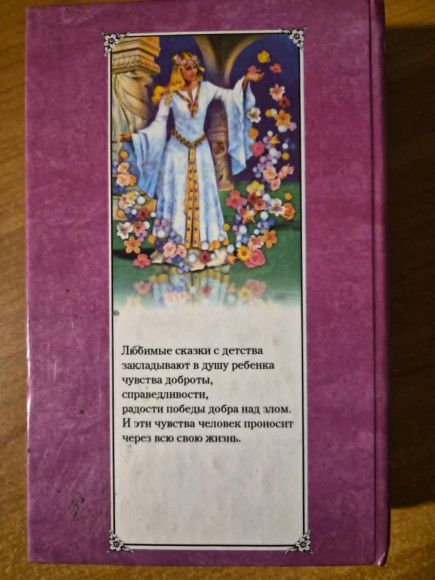 Любимые сказки с детства
закладывают в душу ребенка
чувства доброты,
справедливости,
радости победы добра над злом.
И эти чувства человек проносит
через всю свою жизнь.